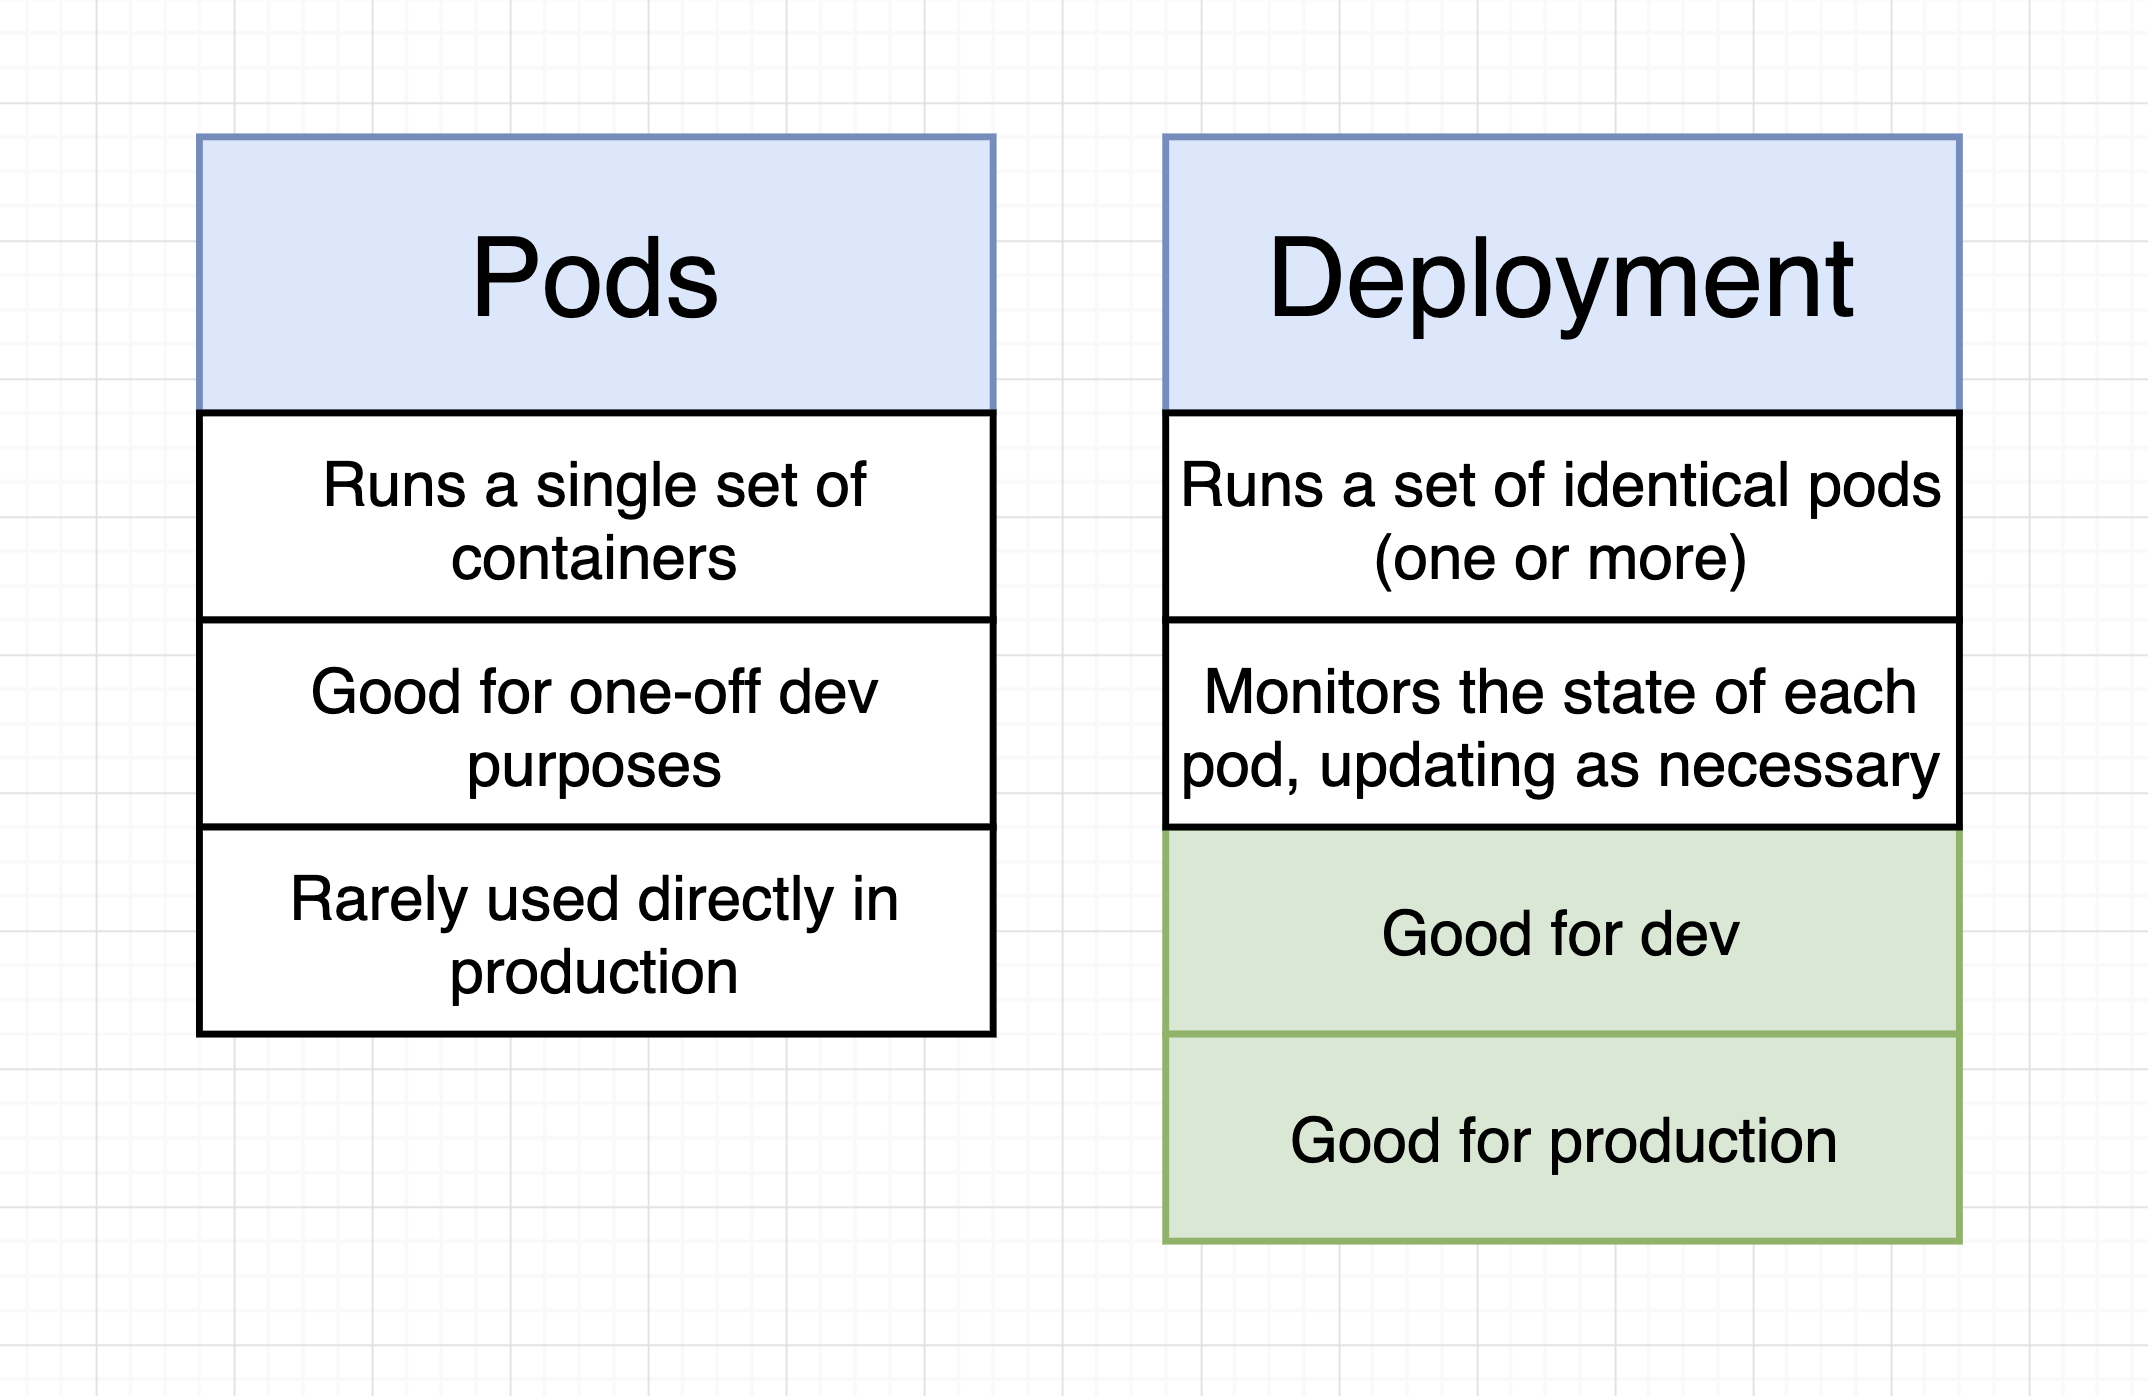 Pods
Runs a single set of
containers
Good for one-off dev
purposes
Rarely used directly in
production
Deployment
Runs a set of identical pods
(one or more)
Monitors the state of each
pod, updating as necessary
Good for dev
Good for production